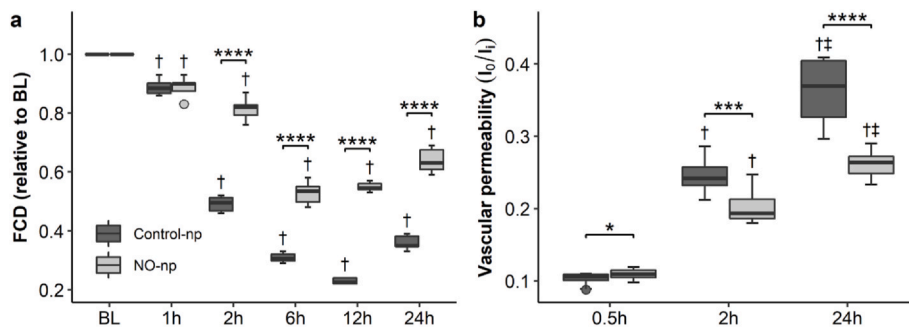 a
FCD (relative to BL)
1.0
0.8
0.6
0.4
0.2
† † **** †
† **** †
† **** †
† **** †
†
Control-np
NO-np
BL 1h 2h 6h 12h 24h
b
Vascular permeability (I₀/Iᵢ)
0.4
0.3
0.2
0.1
*
*** † †
**** †‡ †‡
0.5h 2h 24h